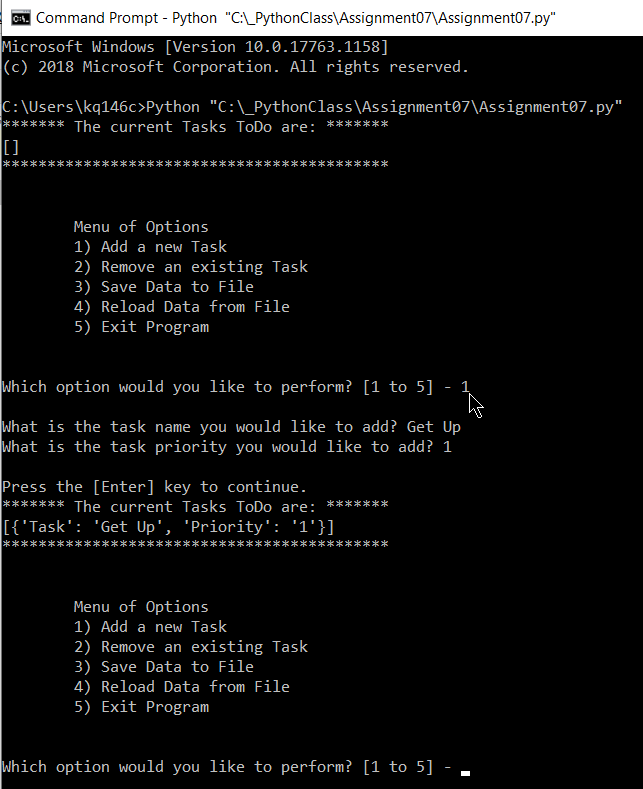 Command Prompt - Python "C:\_PythonClass\Assignment07\Assignment07.py"
Microsoft Windows [Version 10.0.17763.1158]
(c) 2018 Microsoft Corporation. All rights reserved.
C:\Users\kq146c>Python "C:\_PythonClass\Assignment07\Assignment07.py"
******* The current Tasks ToDo are: *******
[]
*******************************************
Menu of Options
1) Add a new Task
2) Remove an existing Task
3) Save Data to File
4) Reload Data from File
5) Exit Program
Which option would you like to perform? [1 to 5] - 1
What is the task name you would like to add? Get Up
What is the task priority you would like to add? 1
Press the [Enter] key to continue.
******* The current Tasks ToDo are: *******
[{'Task': 'Get Up', 'Priority': '1'}]
*******************************************
Menu of Options
1) Add a new Task
2) Remove an existing Task
3) Save Data to File
4) Reload Data from File
5) Exit Program
Which option would you like to perform? [1 to 5] -